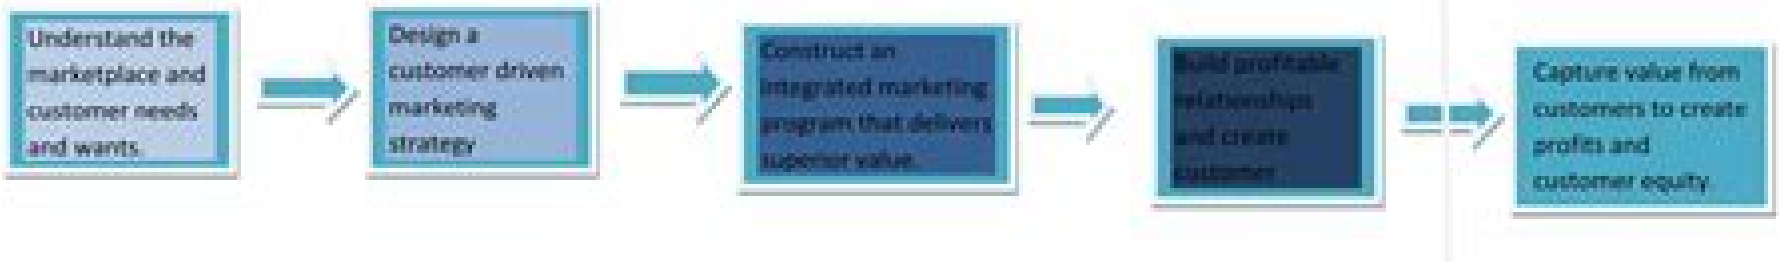 Understand the
marketplace and
customer needs
and wants.
Design a
customer driven
marketing
strategy
Construct an
integrated marketing
program that delivers
superior value.
Build profitable
relationships
and create
customer
Capture value from
customers to create
profits and
customer equity.